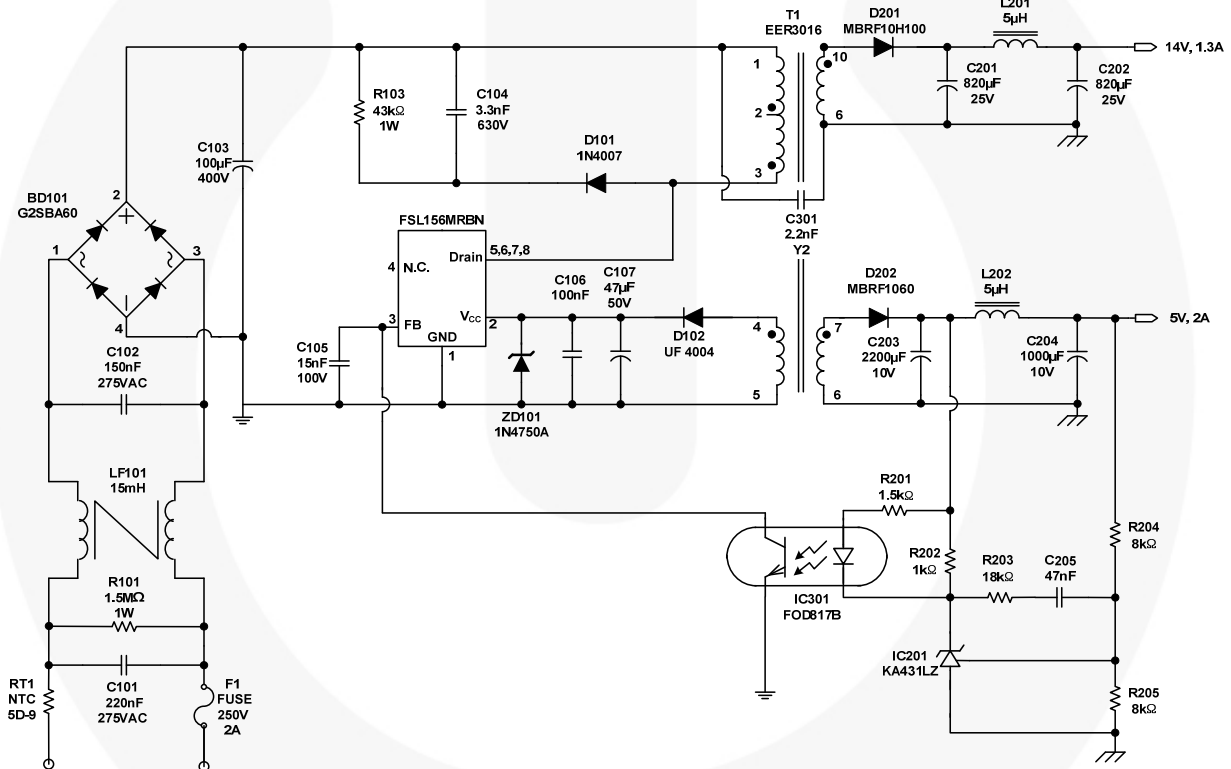 L201
5µH
T1
EER3016
D201
MBRF10H100
14V, 1.3A
1
10
C201
820µF
25V
C202
820µF
25V
R103
43kΩ
1W
C104
3.3nF
630V
2
6
D101
1N4007
C103
100µF
400V
3
BD101
G2SBA60
2
+
C301
2.2nF
Y2
FSL156MRBN
1
~
~
3
4
N.C.
Drain
5,6,7,8
C106
100nF
C107
47µF
50V
D202
MBRF1060
L202
5µH
−
4
3
FB
VCC
2
4
7
5V, 2A
GND
1
D102
UF 4004
C203
2200µF
10V
C204
1000µF
10V
C105
15nF
100V
C102
150nF
275VAC
5
6
ZD101
1N4750A
LF101
15mH
R201
1.5kΩ
R204
8kΩ
R202
1kΩ
R203
18kΩ
C205
47nF
R101
1.5MΩ
1W
IC301
FOD817B
IC201
KA431LZ
RT1
NTC
5D-9
C101
220nF
275VAC
F1
FUSE
250V
2A
R205
8kΩ